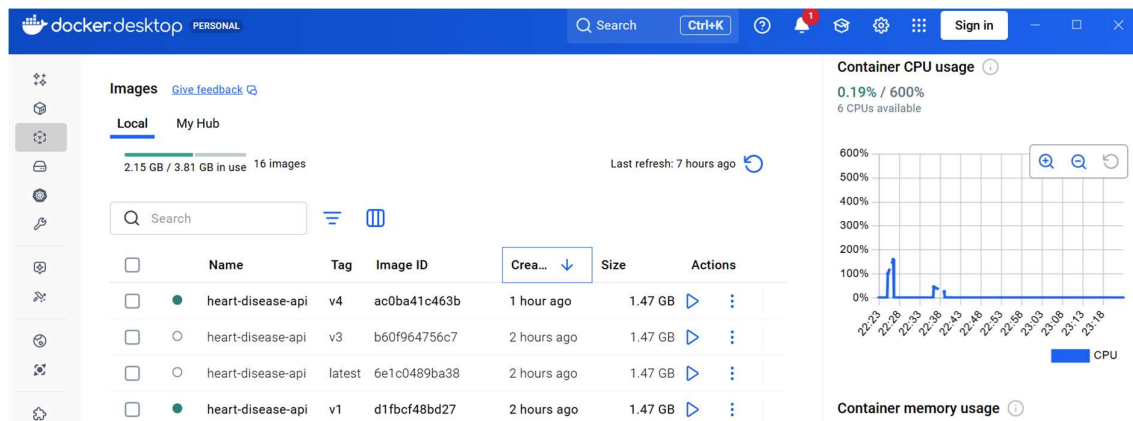 docker.desktop PERSONAL
Search Ctrl+K
1
Sign in
Images Give feedback
Local My Hub
2.15 GB / 3.81 GB in use 16 images
Last refresh: 7 hours ago
Search
Name Tag Image ID Crea... Size Actions
heart-disease-api v4 ac0ba41c463b 1 hour ago 1.47 GB
heart-disease-api v3 b60f964756c7 2 hours ago 1.47 GB
heart-disease-api latest 6e1c0489ba38 2 hours ago 1.47 GB
heart-disease-api v1 d1fbcf48bd27 2 hours ago 1.47 GB
Container CPU usage
0.19% / 600%
6 CPUs available
600%
500%
400%
300%
200%
100%
0%
22:23 22:28 22:33 22:38 22:43 22:48 22:53 22:58 23:03 23:08 23:13 23:18
CPU
Container memory usage